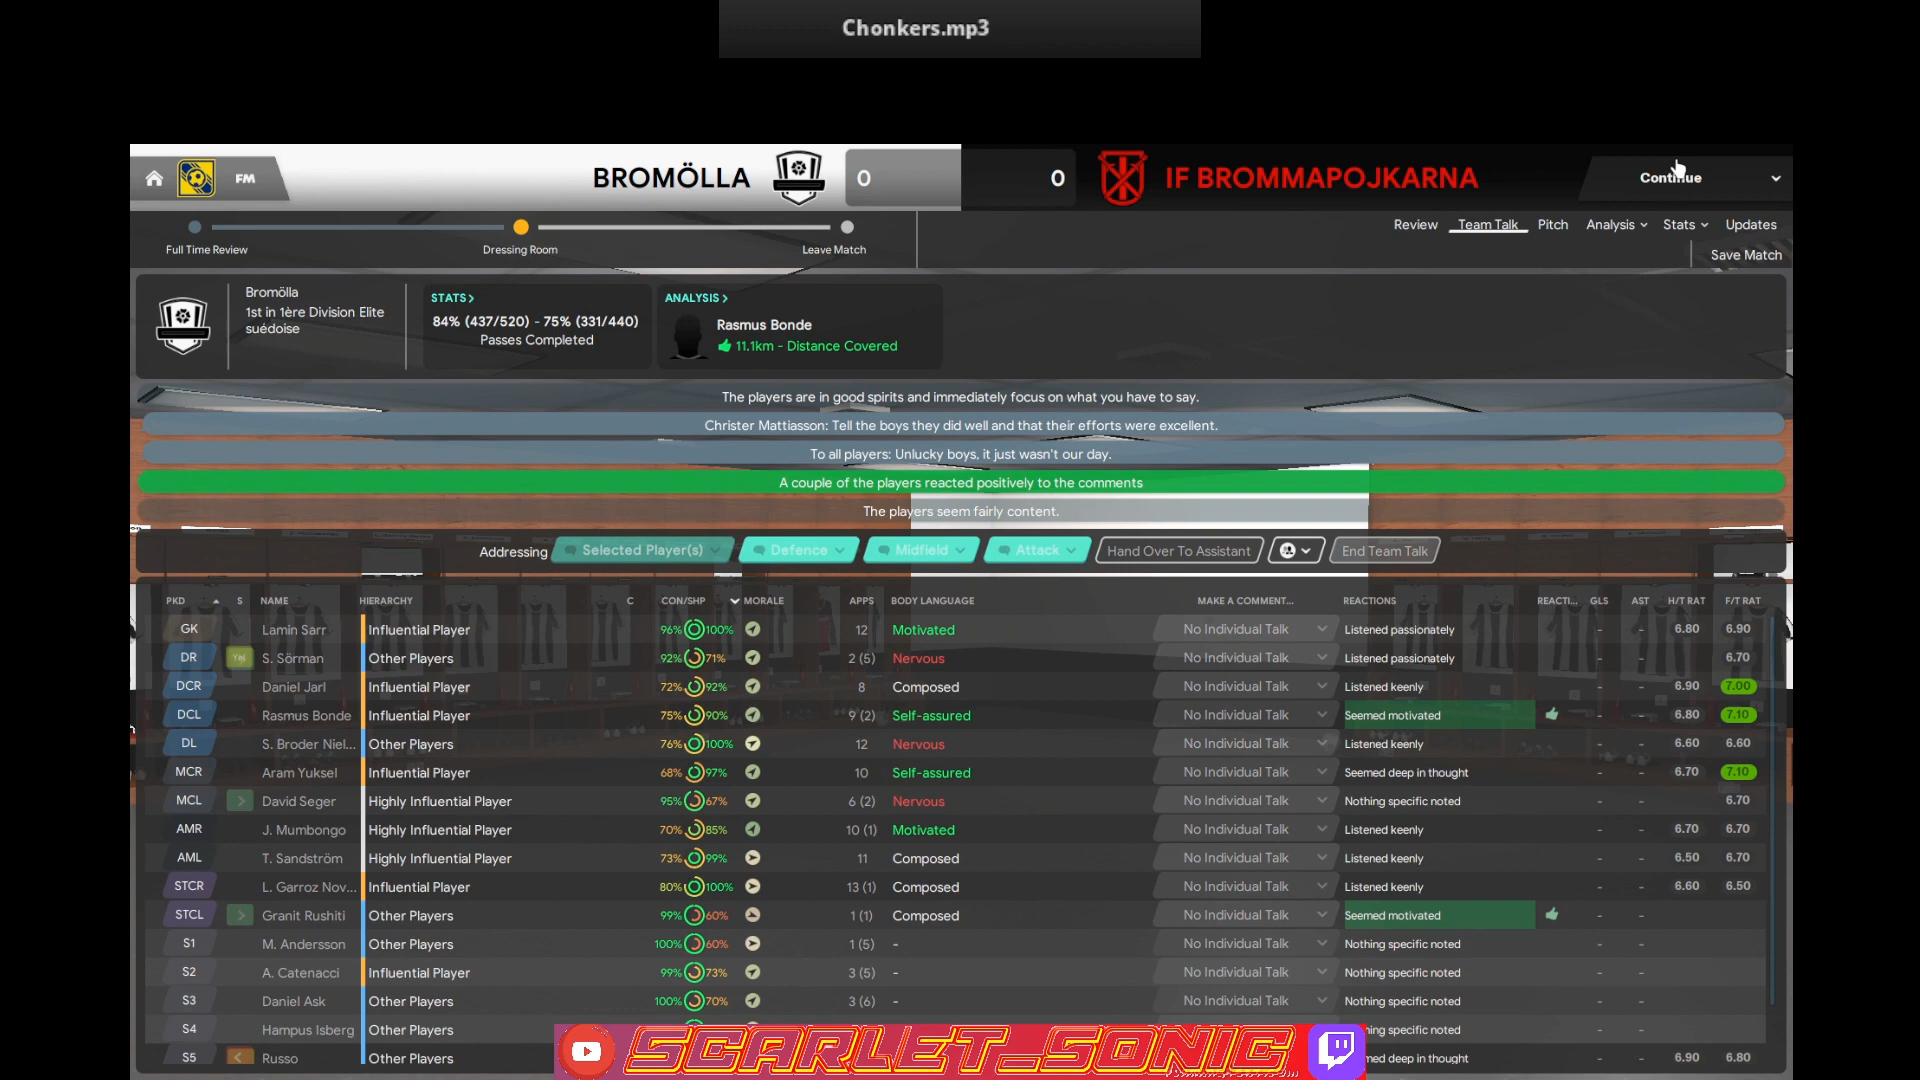 Chonkers.mp3
FM
BROMÖLLA
0
0
IF BROMMAPOJKARNA
Continue
Full Time Review
Dressing Room
Leave Match
Review
Team Talk
Pitch
Analysis
Stats
Updates
Save Match
Bromölla
1st in 1ère Division Elite
suédoise
STATS>
84% (437/520) - 75% (331/440)
Passes Completed
ANALYSIS>
Rasmus Bonde
11.1km - Distance Covered
The players are in good spirits and immediately focus on what you have to say.
Christer Mattiasson: Tell the boys they did well and that their efforts were excellent.
To all players: Unlucky boys, it just wasn't our day.
A couple of the players reacted positively to the comments
The players seem fairly content.
Addressing Selected Player(s) Defence Midfield Attack Hand Over To Assistant End Team Talk
PKD S NAME HIERARCHY C CON/SHP MORALE APPS BODY LANGUAGE MAKE A COMMENT... REACTIONS REACTI... GLS AST H/T RAT F/T RAT
GK Lamin Sarr Influential Player 96% 100% 12 Motivated No Individual Talk Listened passionately - - 6.80 6.90
DR Yel S. Sörman Other Players 92% 71% 2 (5) Nervous No Individual Talk Listened passionately - - 6.70
DCR Daniel Jarl Influential Player 72% 92% 8 Composed No Individual Talk Listened keenly - - 6.90 7.00
DCL Rasmus Bonde Influential Player 75% 90% 9 (2) Self-assured No Individual Talk Seemed motivated - - 6.80 7.10
DL S. Broder Niel... Other Players 76% 100% 12 Nervous No Individual Talk Listened keenly - - 6.60 6.60
MCR Aram Yuksel Influential Player 68% 97% 10 Self-assured No Individual Talk Seemed deep in thought - - 6.70 7.10
MCL David Seger Highly Influential Player 95% 67% 6 (2) Nervous No Individual Talk Nothing specific noted - - 6.70
AMR J. Mumbongo Highly Influential Player 70% 85% 10 (1) Motivated No Individual Talk Listened keenly - - 6.70 6.70
AML T. Sandström Highly Influential Player 73% 99% 11 Composed No Individual Talk Listened keenly - - 6.50 6.70
STCR L. Garroz Nov... Influential Player 80% 100% 13 (1) Composed No Individual Talk Listened keenly - - 6.60 6.50
STCL Granit Rushiti Other Players 99% 60% 1 (1) Composed No Individual Talk Seemed motivated - -
S1 M. Andersson Other Players 100% 60% 1 (5) - No Individual Talk Nothing specific noted - -
S2 A. Catenacci Influential Player 99% 73% 3 (5) - No Individual Talk Nothing specific noted - -
S3 Daniel Ask Other Players 100% 70% 3 (6) - No Individual Talk Nothing specific noted - -
S4 Hampus Isberg Other Players hing specific noted - -
S5 Russo Other Players med deep in thought - - 6.90 6.80
SCARLET_SONIC